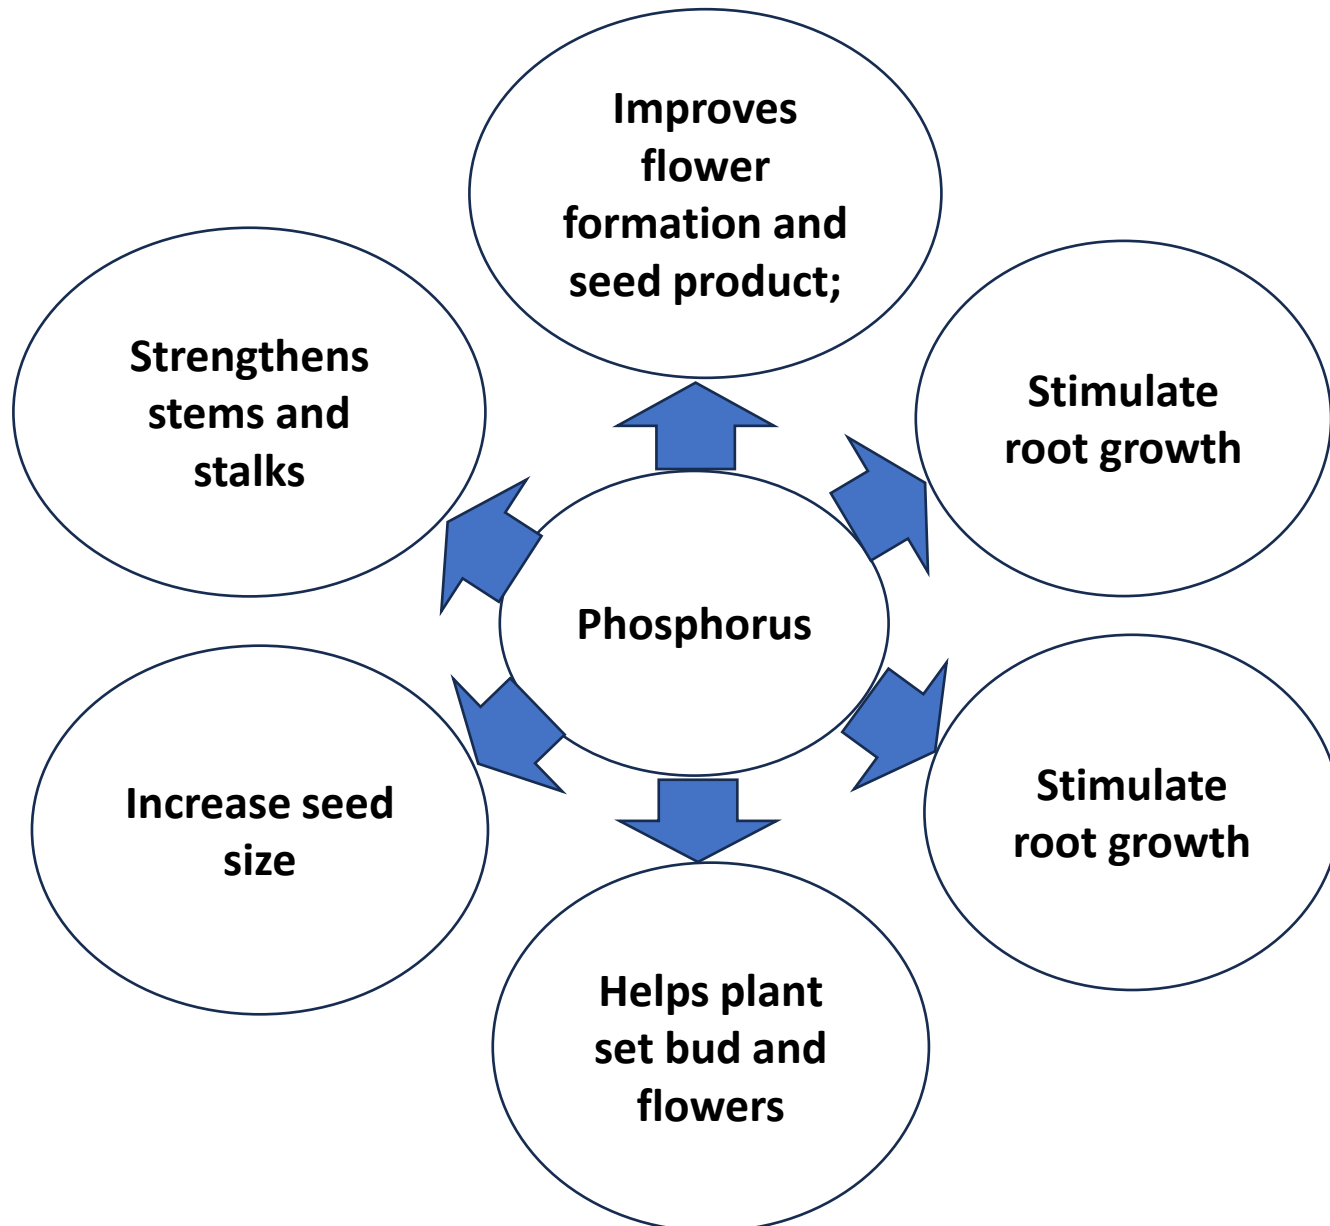 Improves
flower
formation and
seed product;
Strengthens
stems and
stalks
Stimulate
root growth
Phosphorus
Increase seed
size
Stimulate
root growth
Helps plant
set bud and
flowers